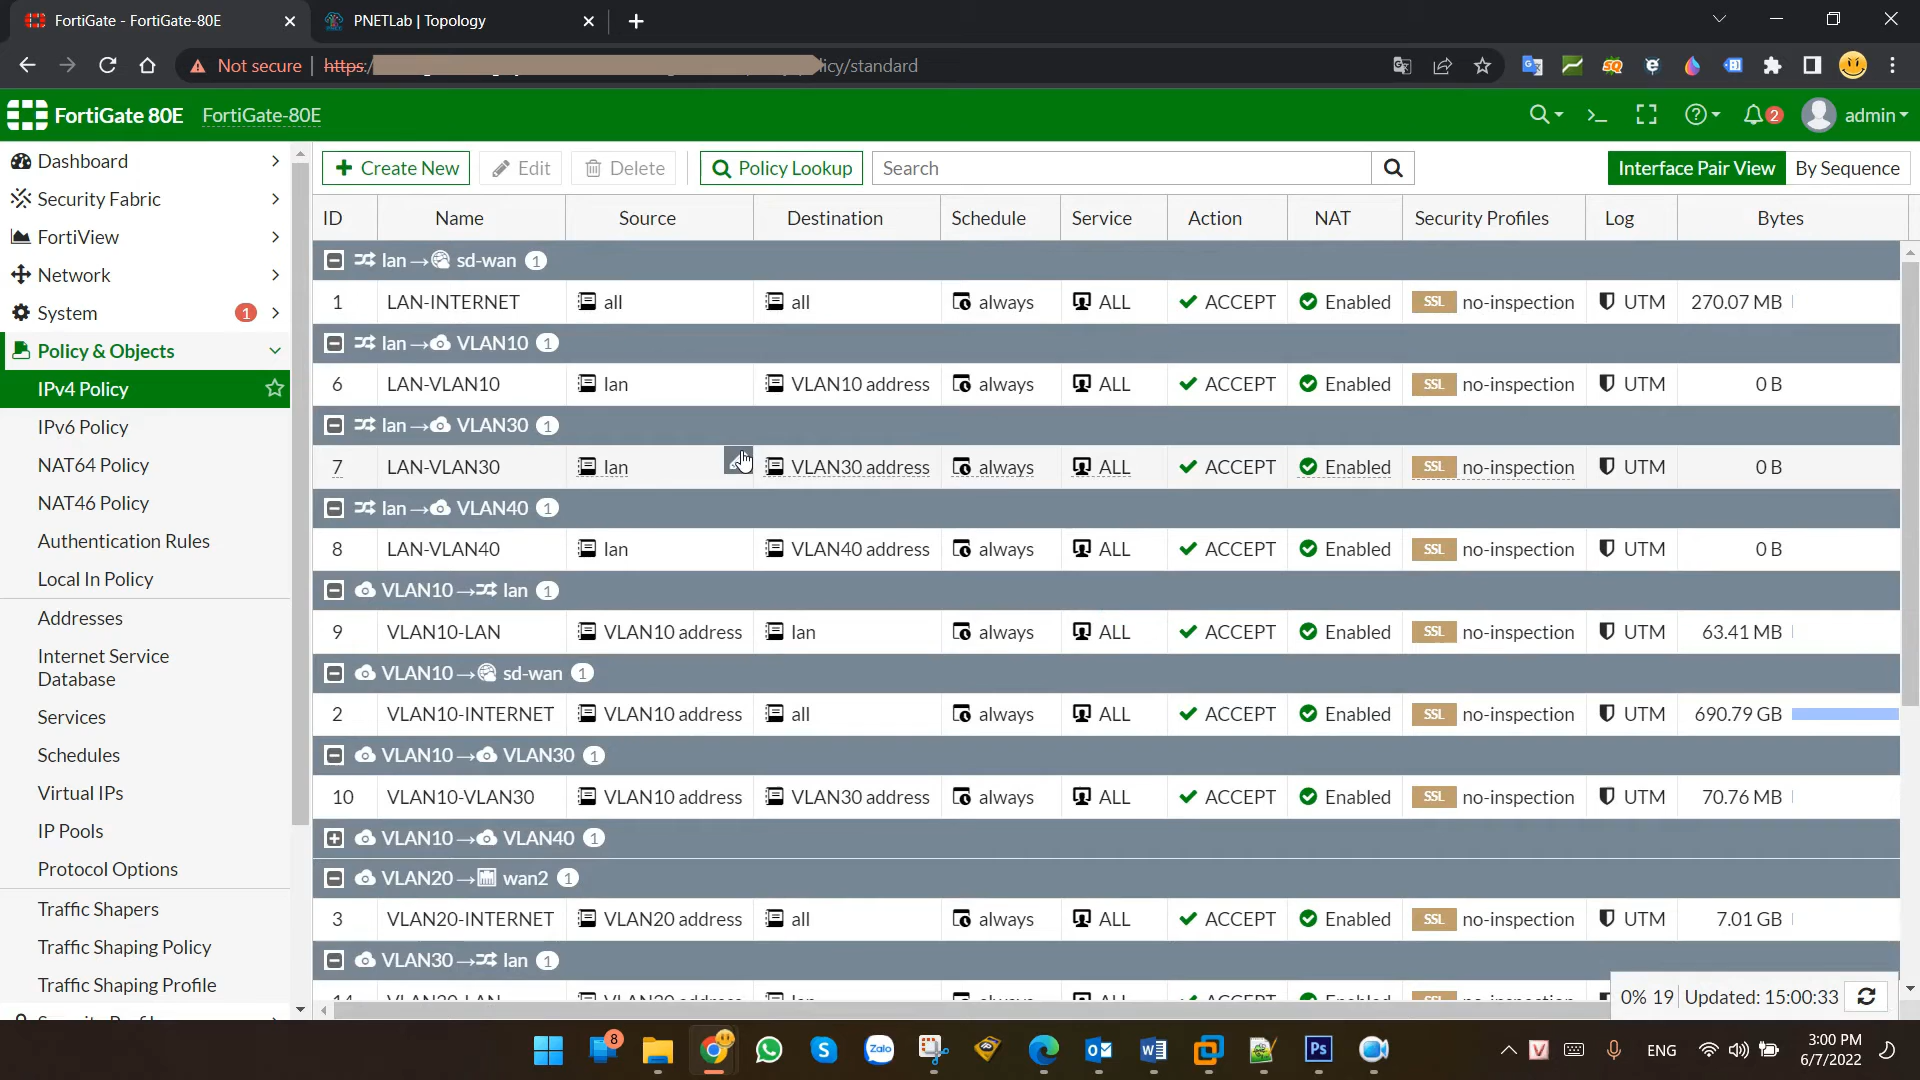 FortiGate - FortiGate-80E
PNETLab | Topology
Not secure | https:/ licy/standard
FortiGate 80E FortiGate-80E
2 admin
Dashboard
Security Fabric
FortiView
Network
System 1
Policy & Objects
IPv4 Policy
IPv6 Policy
NAT64 Policy
NAT46 Policy
Authentication Rules
Local In Policy
Addresses
Internet Service
Database
Services
Schedules
Virtual IPs
IP Pools
Protocol Options
Traffic Shapers
Traffic Shaping Policy
Traffic Shaping Profile
Create New Edit Delete Policy Lookup Search Interface Pair View By Sequence
ID Name Source Destination Schedule Service Action NAT Security Profiles Log Bytes
lan → sd-wan 1
1 LAN-INTERNET all all always ALL ACCEPT Enabled SSL no-inspection UTM 270.07 MB
lan → VLAN10 1
6 LAN-VLAN10 lan VLAN10 address always ALL ACCEPT Enabled SSL no-inspection UTM 0 B
lan → VLAN30 1
7 LAN-VLAN30 lan VLAN30 address always ALL ACCEPT Enabled SSL no-inspection UTM 0 B
lan → VLAN40 1
8 LAN-VLAN40 lan VLAN40 address always ALL ACCEPT Enabled SSL no-inspection UTM 0 B
VLAN10 → lan 1
9 VLAN10-LAN VLAN10 address lan always ALL ACCEPT Enabled SSL no-inspection UTM 63.41 MB
VLAN10 → sd-wan 1
2 VLAN10-INTERNET VLAN10 address all always ALL ACCEPT Enabled SSL no-inspection UTM 690.79 GB
VLAN10 → VLAN30 1
10 VLAN10-VLAN30 VLAN10 address VLAN30 address always ALL ACCEPT Enabled SSL no-inspection UTM 70.76 MB
VLAN10 → VLAN40 1
VLAN20 → wan2 1
3 VLAN20-INTERNET VLAN20 address all always ALL ACCEPT Enabled SSL no-inspection UTM 7.01 GB
VLAN30 → lan 1
0% 19 Updated: 15:00:33
8 Zalo Ps V ENG 3:00 PM
6/7/2022